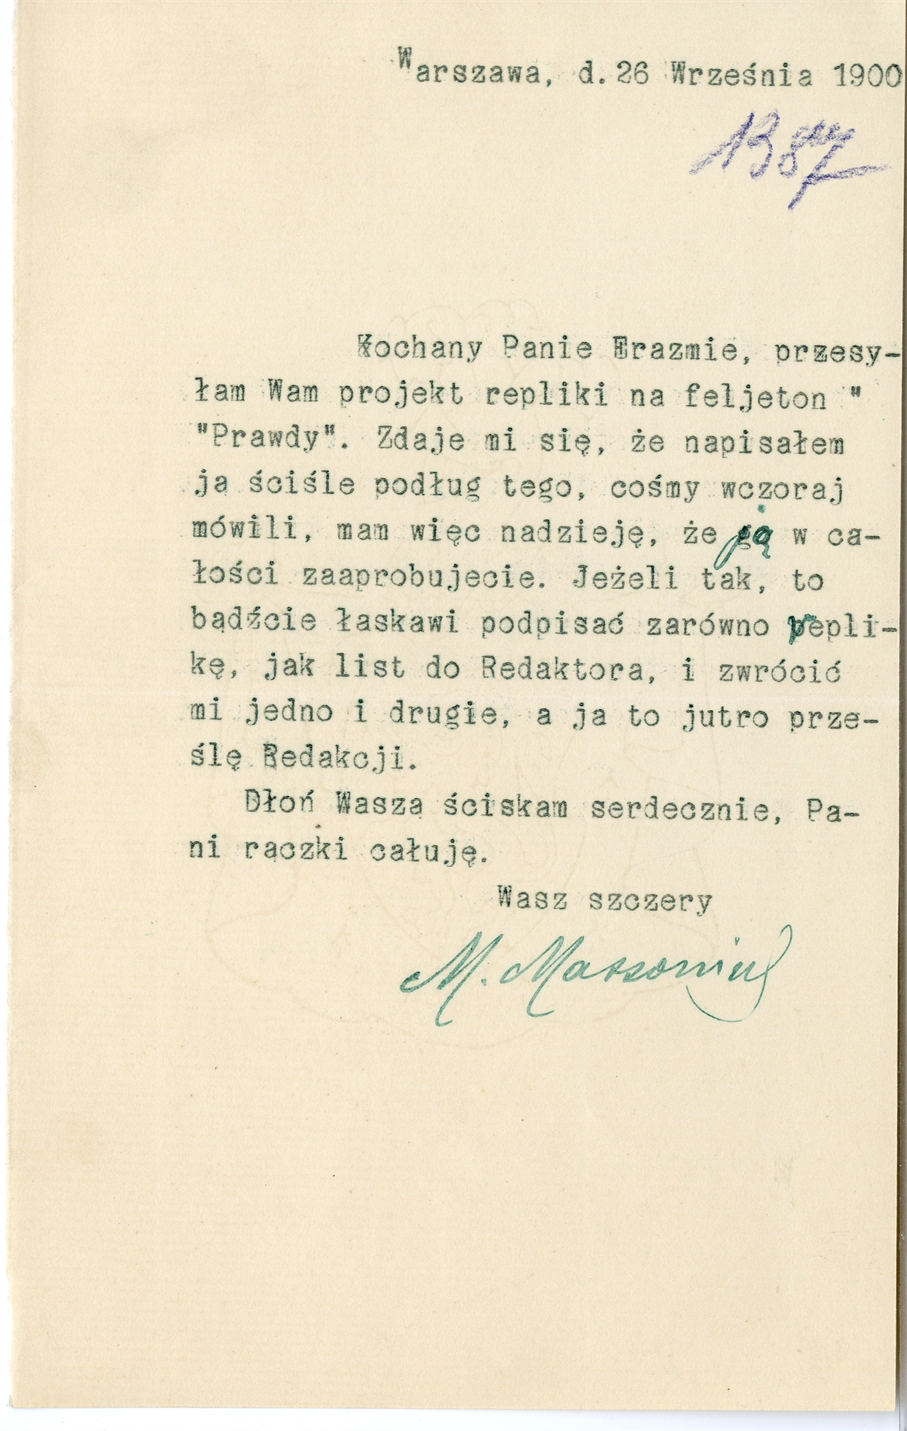 Warszawa, d. 26 Września 1900
1387
Kochany Panie Erazmie, przesy-
łam Wam projekt repliki na feljeton "
"Prawdy". Zdaje mi się, że napisałem
ją ściśle podług tego, cośmy wczoraj
mówili, mam więc nadzieję, że ją w ca-
łości zaaprobujecie. Jeżeli tak, to
bądźcie łaskawi podpisać zarówno repli-
kę, jak list do Redaktora, i zwrócić
mi jedno i drugie, a ja to jutro prze-
ślę Redakcji.
Dłoń Waszą ściskam serdecznie, Pa-
ni rączki całuję.
Wasz szczery
M. Massonius